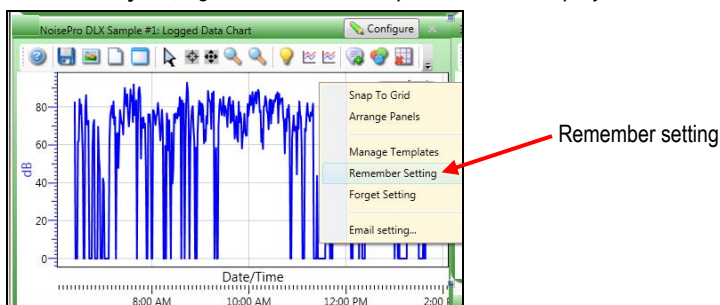 NoisePro DLX Sample #1: Logged Data Chart
Configure
Snap To Grid
Arrange Panels
Manage Templates
Remember Setting
Forget Setting
Email setting...
Remember setting
80
60
dB
40
20
0
Date/Time
8:00 AM 10:00 AM 12:00 PM 2:00